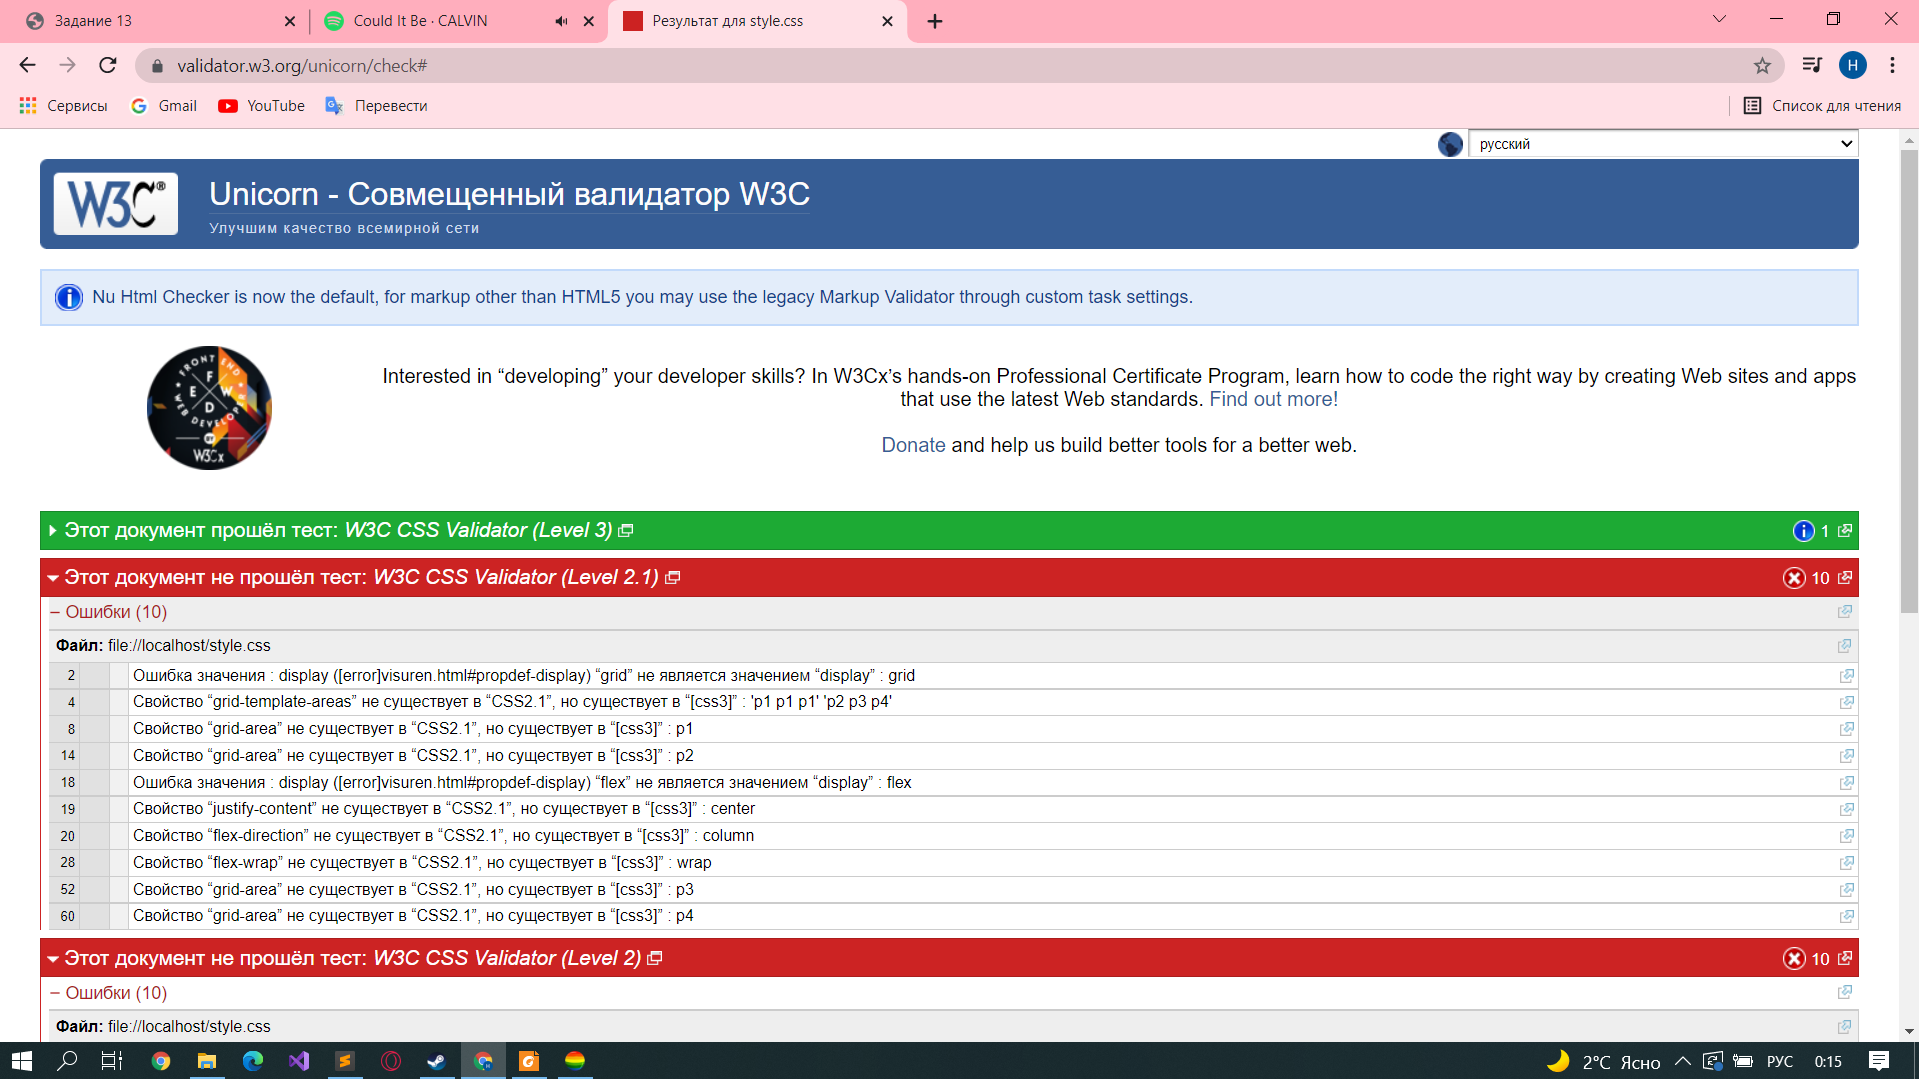 Задание 13
Could It Be · CALVIN
Результат для style.css
validator.w3.org/unicorn/check#
H
Сервисы
Gmail
YouTube
Перевести
Список для чтения
русский
W3C®
Unicorn - Совмещенный валидатор W3C
Улучшим качество всемирной сети
Nu Html Checker is now the default, for markup other than HTML5 you may use the legacy Markup Validator through custom task settings.
FRONT END
F E W D
WEB DEVELOPER
BY
W3Cx
Interested in “developing” your developer skills? In W3Cx’s hands-on Professional Certificate Program, learn how to code the right way by creating Web sites and apps
that use the latest Web standards. Find out more!
Donate and help us build better tools for a better web.
Этот документ прошёл тест: W3C CSS Validator (Level 3) 1
Этот документ не прошёл тест: W3C CSS Validator (Level 2.1) 10
− Ошибки (10)
Файл: file://localhost/style.css
2 Ошибка значения : display ([error]visuren.html#propdef-display) “grid” не является значением “display” : grid
4 Свойство “grid-template-areas” не существует в “CSS2.1”, но существует в “[css3]” : 'p1 p1 p1' 'p2 p3 p4'
8 Свойство “grid-area” не существует в “CSS2.1”, но существует в “[css3]” : p1
14 Свойство “grid-area” не существует в “CSS2.1”, но существует в “[css3]” : p2
18 Ошибка значения : display ([error]visuren.html#propdef-display) “flex” не является значением “display” : flex
19 Свойство “justify-content” не существует в “CSS2.1”, но существует в “[css3]” : center
20 Свойство “flex-direction” не существует в “CSS2.1”, но существует в “[css3]” : column
28 Свойство “flex-wrap” не существует в “CSS2.1”, но существует в “[css3]” : wrap
52 Свойство “grid-area” не существует в “CSS2.1”, но существует в “[css3]” : p3
60 Свойство “grid-area” не существует в “CSS2.1”, но существует в “[css3]” : p4
Этот документ не прошёл тест: W3C CSS Validator (Level 2) 10
− Ошибки (10)
Файл: file://localhost/style.css
2°C Ясно
РУС
0:15